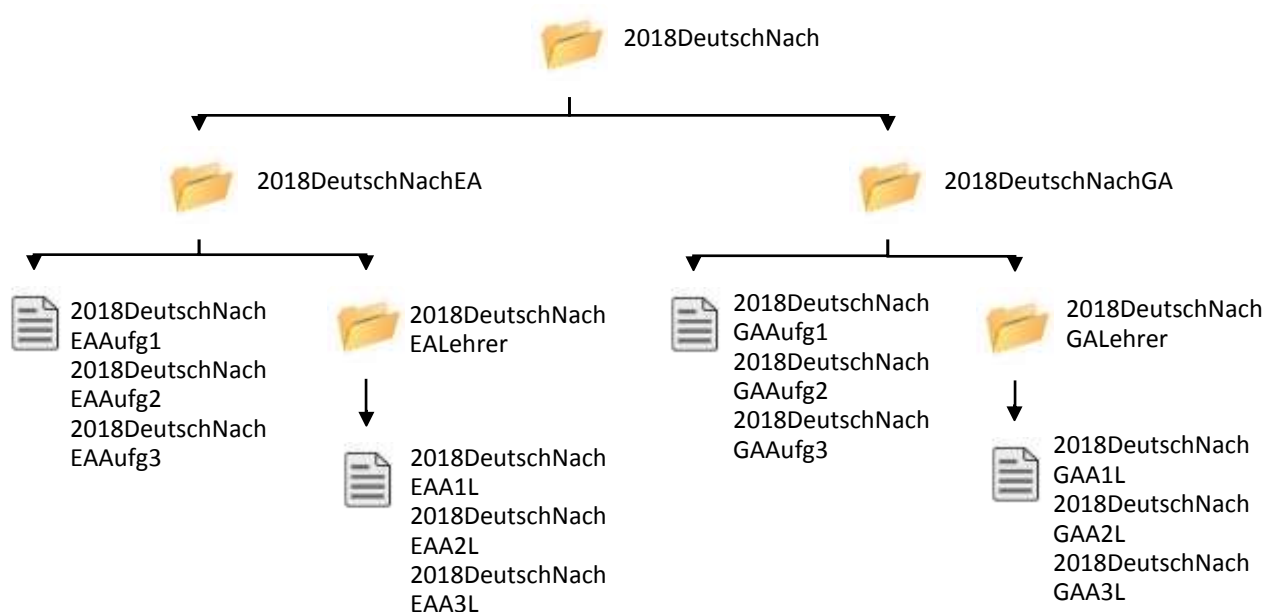 2018DeutschNach
2018DeutschNachEA
2018DeutschNachGA
2018DeutschNach
EAAufg1
2018DeutschNach
EAAufg2
2018DeutschNach
EAAufg3
2018DeutschNach
EALehrer
2018DeutschNach
EAA1L
2018DeutschNach
EAA2L
2018DeutschNach
EAA3L
2018DeutschNach
GAAufg1
2018DeutschNach
GAAufg2
2018DeutschNach
GAAufg3
2018DeutschNach
GALehrer
2018DeutschNach
GAA1L
2018DeutschNach
GAA2L
2018DeutschNach
GAA3L